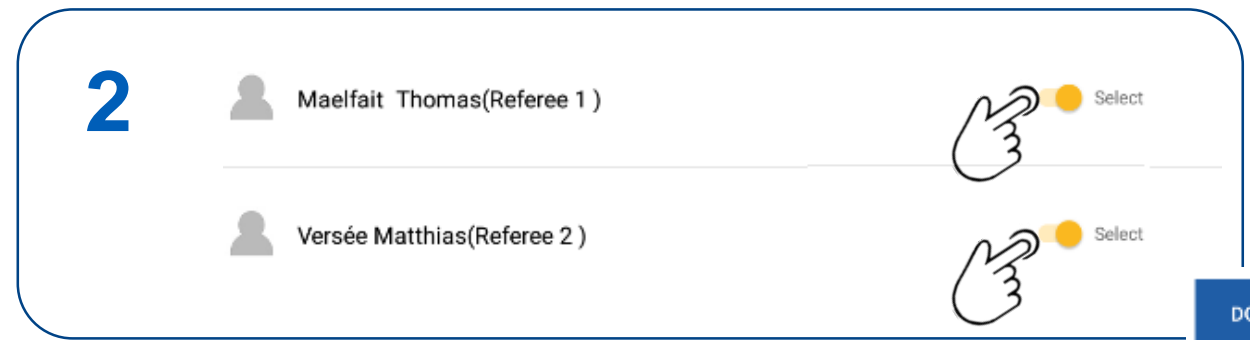 2
Maelfait Thomas(Referee 1 )
Select
Versée Matthias(Referee 2 )
Select